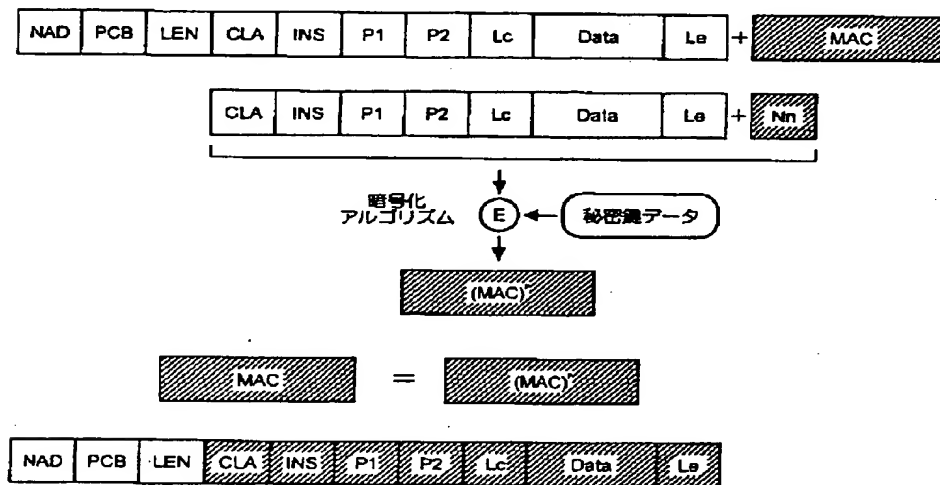 NAD PCB LEN CLA INS P1 P2 Lc Data Le + MAC
CLA INS P1 P2 Lc Data Le + Nn
暗号化
アルゴリズム E 秘密鍵データ
(MAC)"
MAC = (MAC)"
NAD PCB LEN CLA INS P1 P2 Lc Data Le